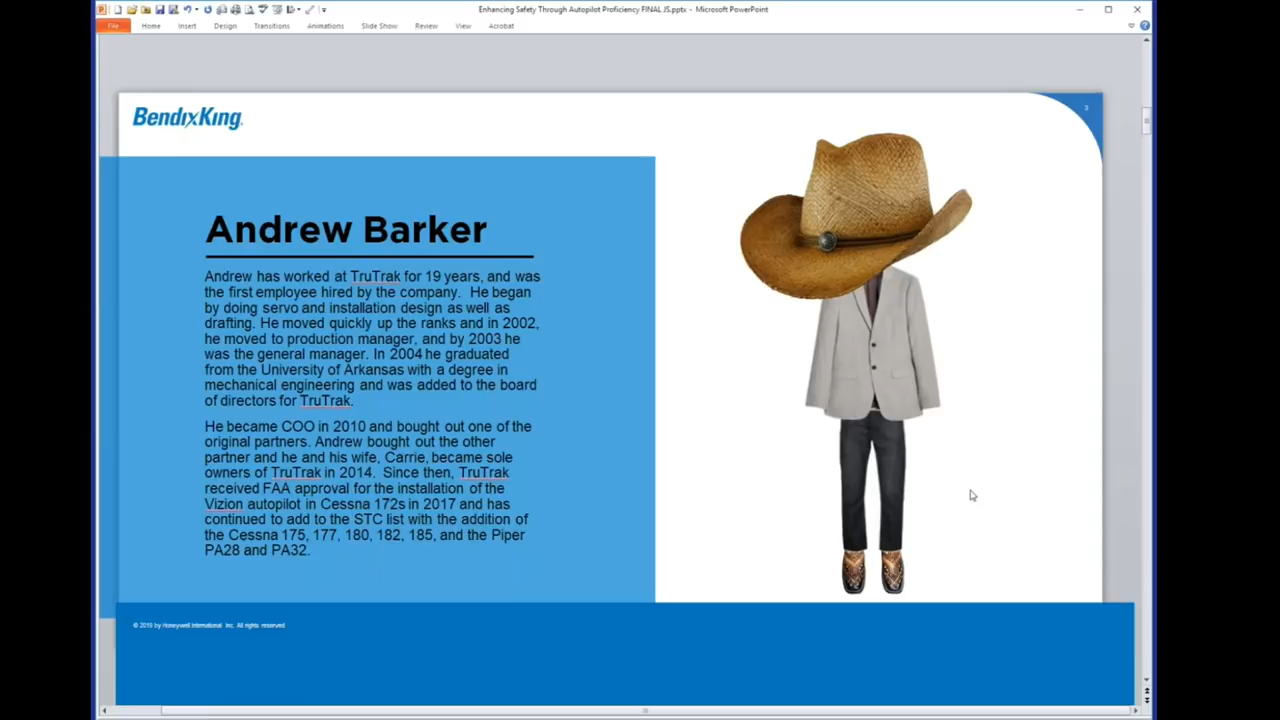 Enhancing Safety Through Autopilot Proficiency FINAL JS.pptx - Microsoft PowerPoint
File Home Insert Design Transitions Animations Slide Show Review View Acrobat
BendixKing
3
Andrew Barker
Andrew has worked at TruTrak for 19 years, and was
the first employee hired by the company. He began
by doing servo and installation design as well as
drafting. He moved quickly up the ranks and in 2002,
he moved to production manager, and by 2003 he
was the general manager. In 2004 he graduated
from the University of Arkansas with a degree in
mechanical engineering and was added to the board
of directors for TruTrak.
He became COO in 2010 and bought out one of the
original partners. Andrew bought out the other
partner and he and his wife, Carrie, became sole
owners of TruTrak in 2014. Since then, TruTrak
received FAA approval for the installation of the
Vizion autopilot in Cessna 172s in 2017 and has
continued to add to the STC list with the addition of
the Cessna 175, 177, 180, 182, 185, and the Piper
PA28 and PA32.
© 2019 by Honeywell International Inc. All rights reserved